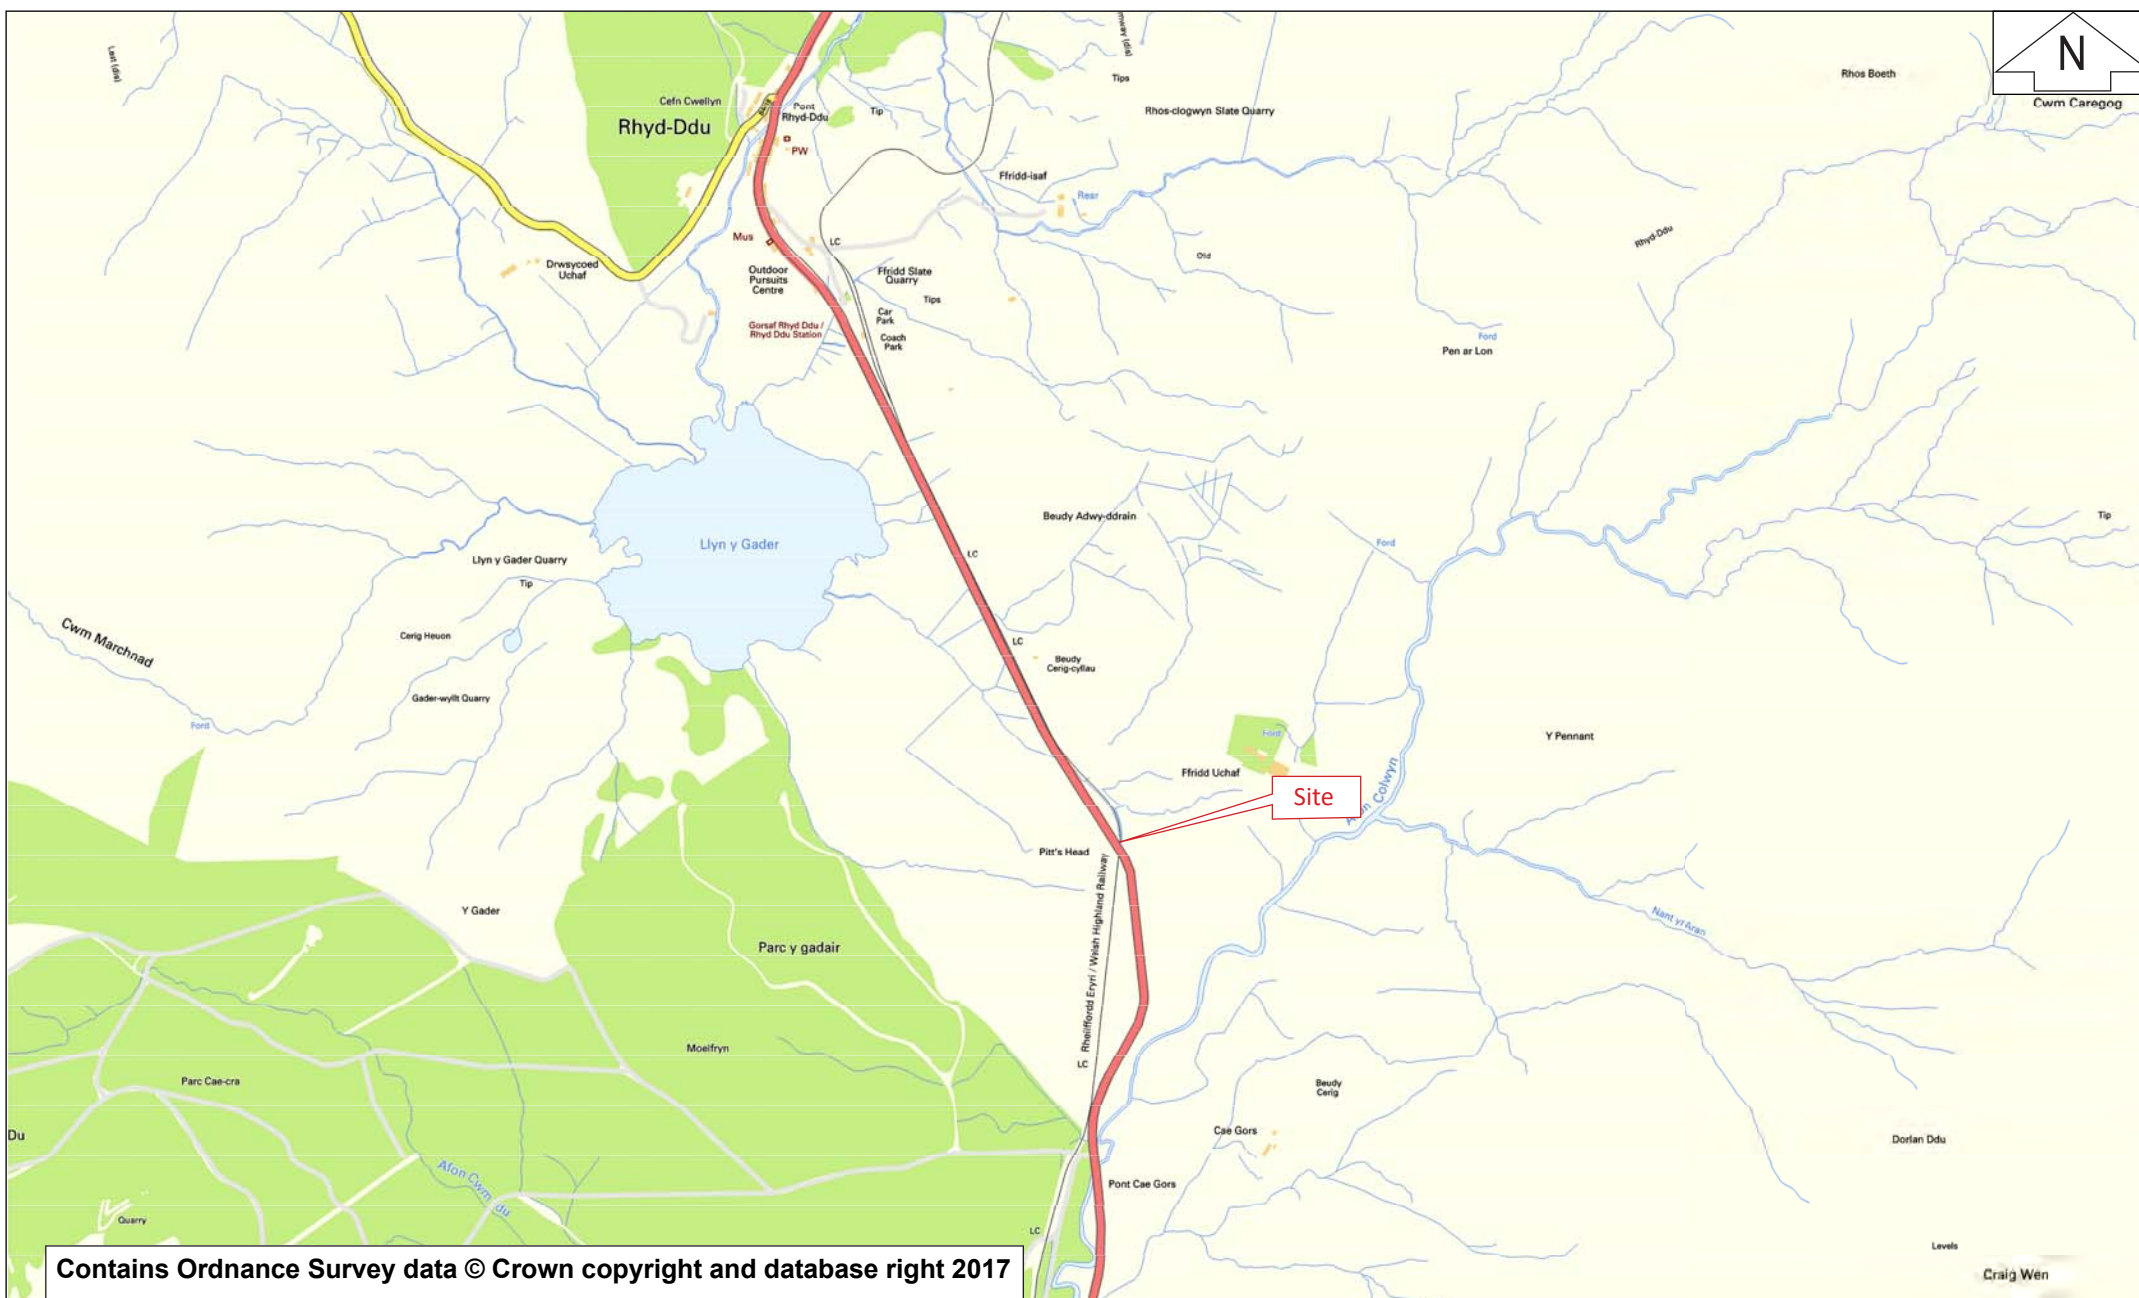 N
Rhos Boeth
Cwm Caregog
Tips
Cefn Cwellyn
Rhyd-Ddu
Pont
Rhyd-Ddu
Tip
Rhos-clogwyn Slate Quarry
PW
Ffridd-isaf
Resr
Mus
LC
Rhyd-Ddu
Old
Drwsycoed
Uchaf
Outdoor
Pursuits
Centre
Ffridd Slate
Quarry
Tips
Car
Park
Gorsaf Rhyd Ddu /
Rhyd Ddu Station
Coach
Park
Ford
Pen ar Lon
Beudy Adwy-ddrain
Tip
Llyn y Gader
Ford
LC
Llyn y Gader Quarry
Tip
Cwm Marchnad
Cerig Heuon
LC
Beudy
Cerig-cyllau
Gader-wyllt Quarry
Ford
Ford
Y Pennant
Ffridd Uchaf
Site
Colwyn
Pitt's Head
Rheilffordd Eryri / Welsh Highland Railway
Y Gader
Nant yr Aran
Parc y gadair
Moelfryn
LC
Parc Cae-cra
Beudy
Cerig
Cae Gors
Du
Dorlan Ddu
Afon Cwm du
Pont Cae Gors
Quarry
LC
Levels
Craig Wen
Contains Ordnance Survey data © Crown copyright and database right 2017